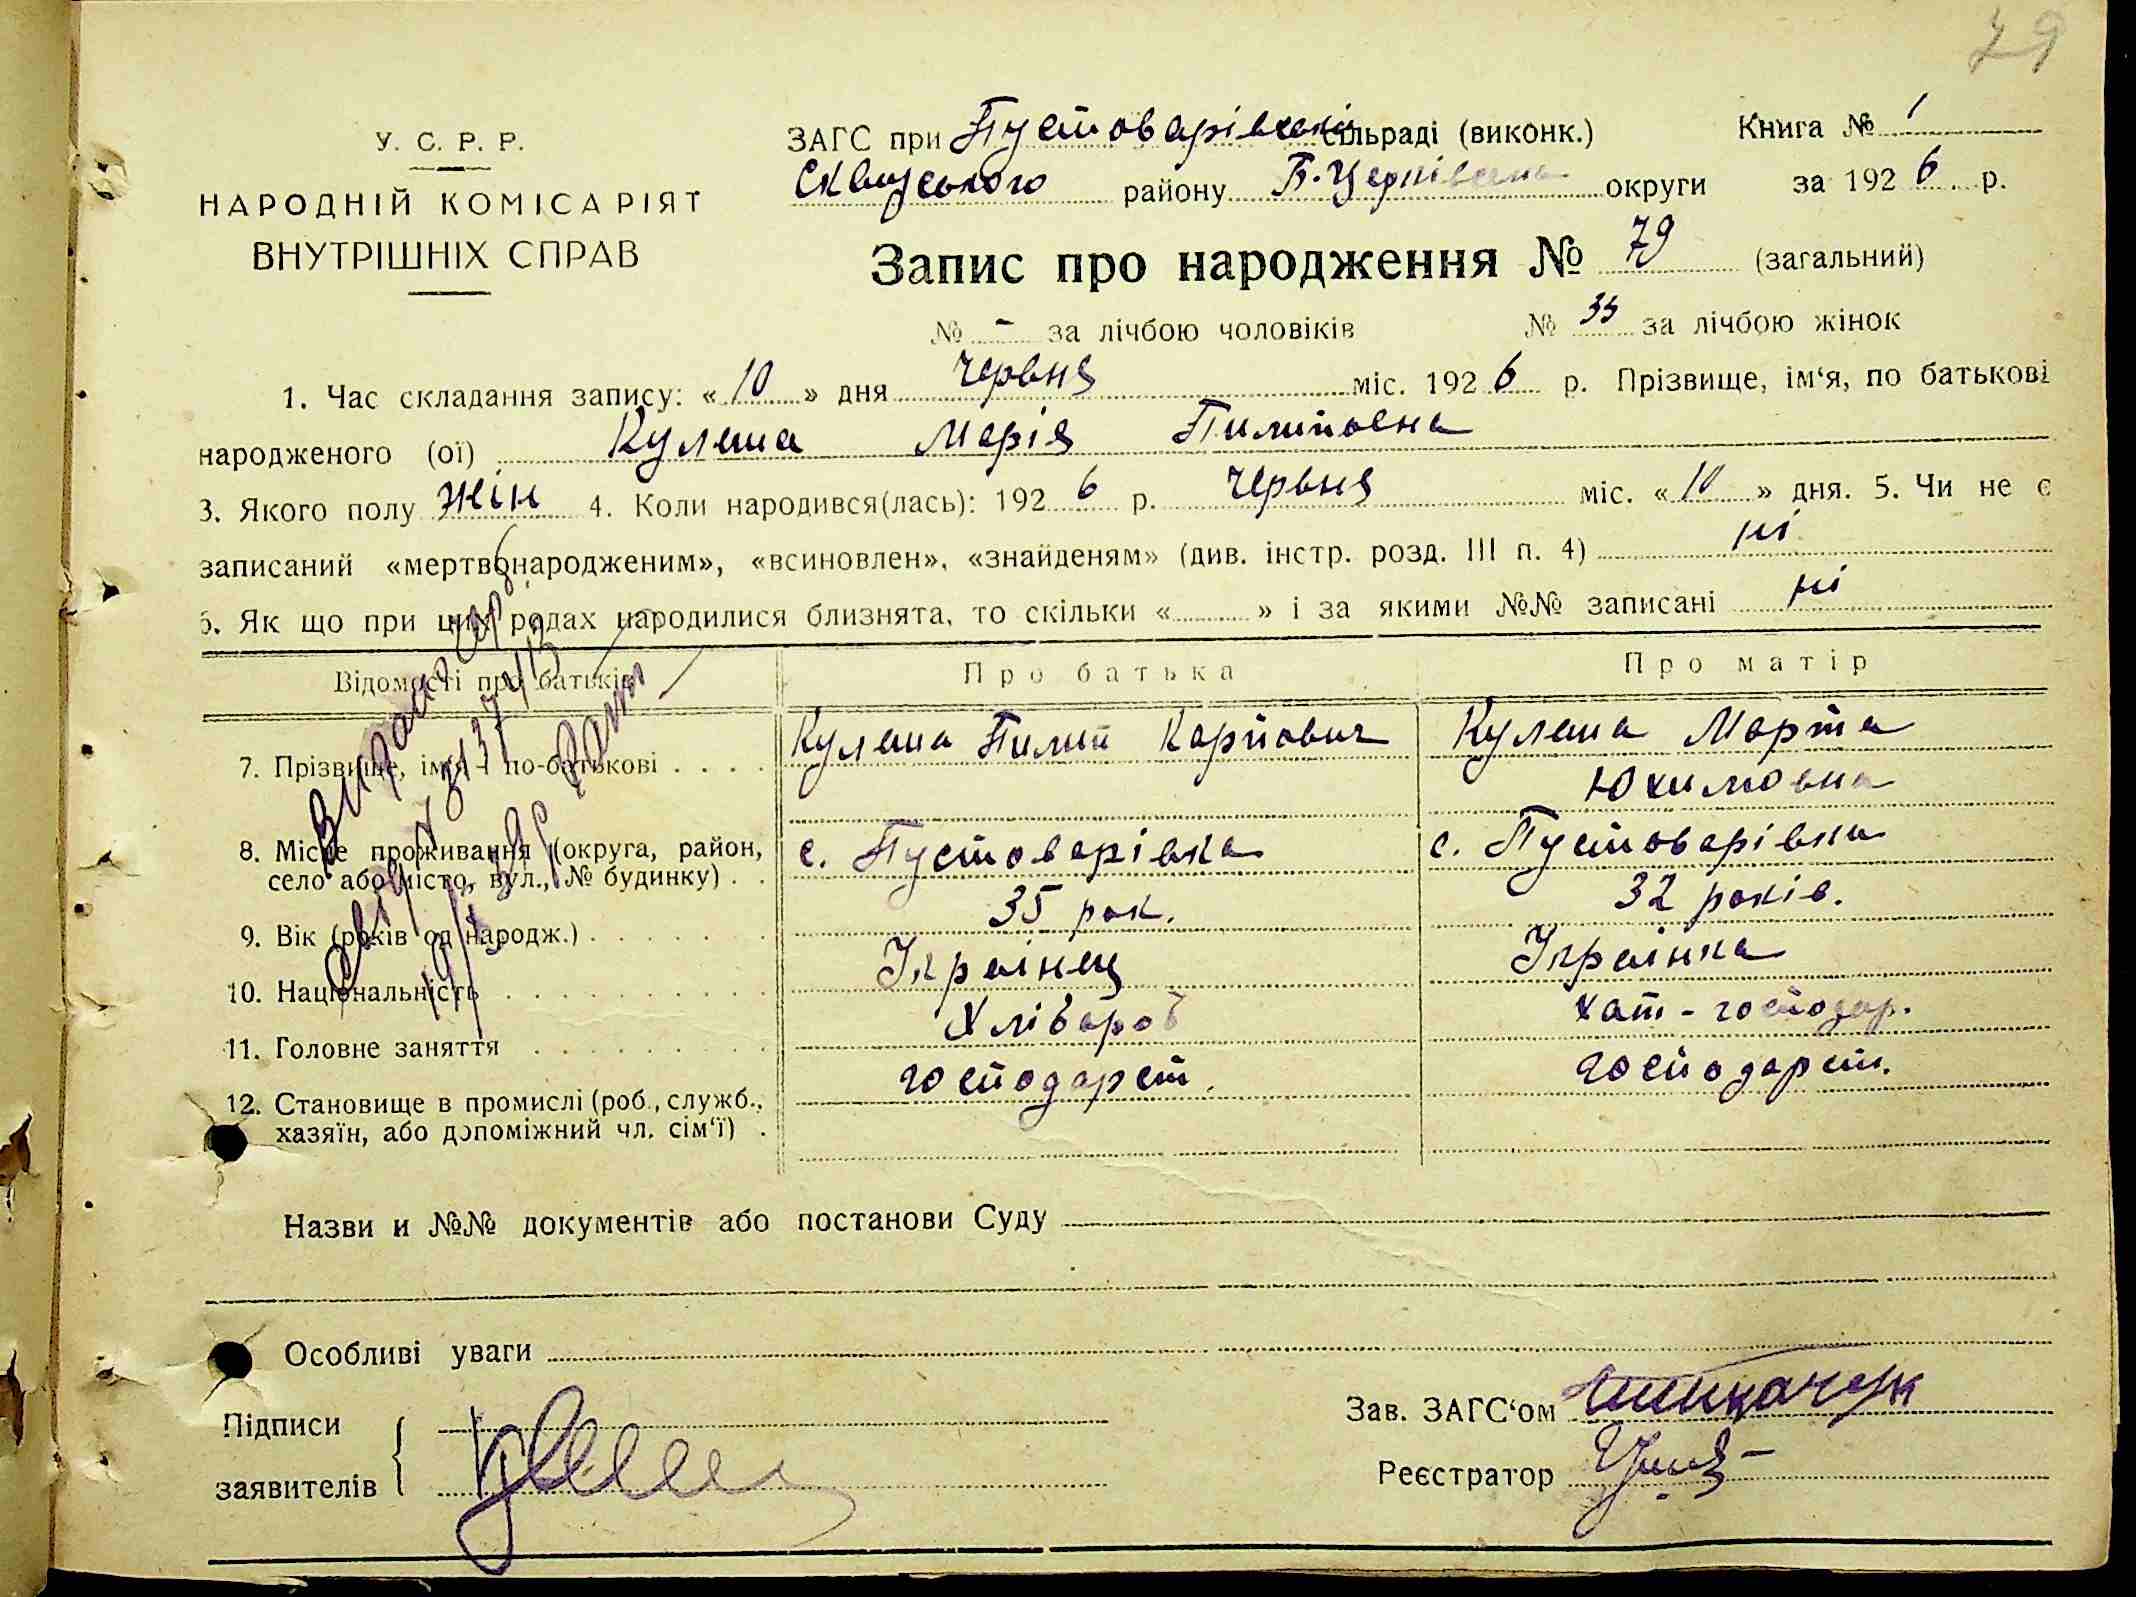 79
У. С. Р. Р.
НАРОДНІЙ КОМІСАРІЯТ
ВНУТРІШНІХ СПРАВ
ЗАГС при Пустоварівській сільраді (виконк.) Книга № 1
Сквирського району Б. Церківської округи за 1926 р.
Запис про народження № 79 (загальний)
№ - за лічбою чоловіків № 35 за лічбою жінок
1. Час складання запису: «10» дня червня міс. 1926 р. Прізвище, ім‘я, по батькові
народженого (ої) Кулеша Марія Пилиповна
3. Якого полу жін 4. Коли народився(лась): 1926 р. червня міс. «10» дня. 5. Чи не є
записаний «мертвонародженим», «всиновлен», «знайденям» (див. інстр. розд. III п. 4) ні
6. Як що при цих родах народилися близнята, то скільки « » і за якими №№ записані ні
Відомості про батьків Про батька Про матір
7. Прізвище, ім‘я і по-батькові Кулеша Пилип Карпович Кулеша Марта
Юхимовна
8. Місце проживання (округа, район,
село або місто, вул., № будинку) с. Пустоварівка с. Пустоварівка
9. Вік (років од народж.) 35 рок. 32 років.
10. Національність Українец Українка
11. Головне заняття Хлібороб хат-господар.
12. Становище в промислі (роб., служб.,
хазяїн, або допоміжний чл. сім‘ї) господарст. господарст.
Назви и №№ документів або постанови Суду
Особливі уваги
Підписи
заявителів
Зав. ЗАГС‘ом
Реєстратор